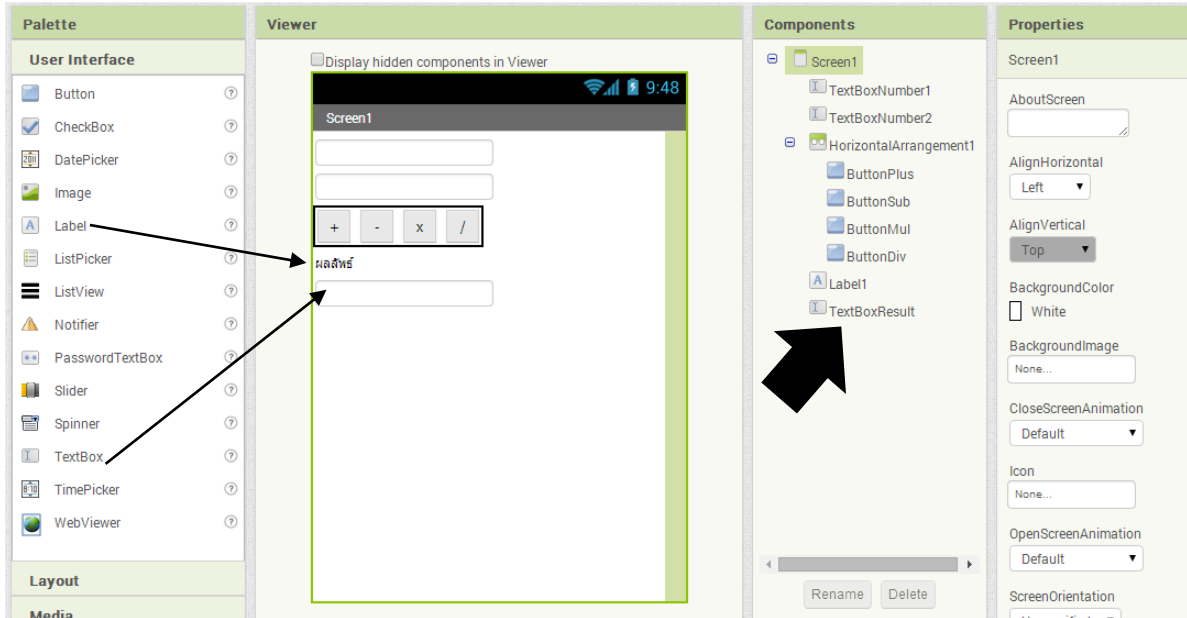 Palette
User Interface
Button
CheckBox
DatePicker
Image
Label
ListPicker
ListView
Notifier
PasswordTextBox
Slider
Spinner
TextBox
TimePicker
WebViewer
Layout
Media
Viewer
Display hidden components in Viewer
9:48
Screen1
+ - x /
ผลลัพธ์
Components
Screen1
TextBoxNumber1
TextBoxNumber2
HorizontalArrangement1
ButtonPlus
ButtonSub
ButtonMul
ButtonDiv
Label1
TextBoxResult
Rename Delete
Properties
Screen1
AboutScreen
AlignHorizontal
Left
AlignVertical
Top
BackgroundColor
White
BackgroundImage
None...
CloseScreenAnimation
Default
Icon
None...
OpenScreenAnimation
Default
ScreenOrientation